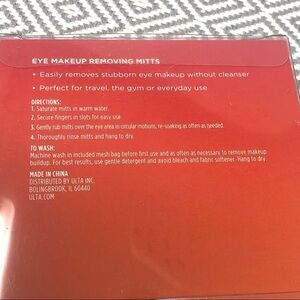 EYE MAKEUP REMOVING MITTS
• Easily removes stubborn eye makeup without cleanser
• Perfect for travel, the gym or everyday use
DIRECTIONS:
1. Saturate mitts in warm water.
2. Secure fingers in slots for easy use.
3. Gently rub mitts over the eye area in circular motions, re-soaking as often as needed.
4. Thoroughly rinse mitts and hang to dry.
TO WASH:
Machine wash in included mesh bag before first use and as often as necessary to remove makeup
buildup. For best results, use gentle detergent and avoid bleach and fabric softener. Hang to dry.
MADE IN CHINA
DISTRIBUTED BY ULTA INC.
BOLINGBROOK, IL 60440
ULTA.COM